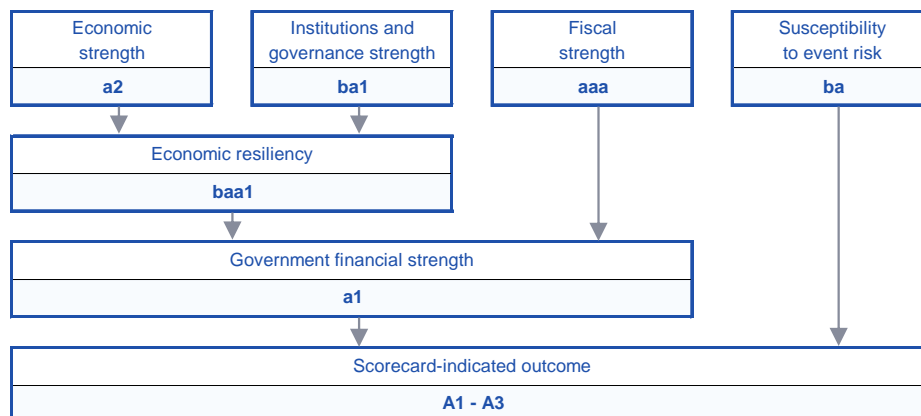 Economic
strength
a2
Institutions and
governance strength
ba1
Fiscal
strength
aaa
Susceptibility
to event risk
ba
Economic resiliency
baa1
Government financial strength
a1
Scorecard-indicated outcome
A1 - A3